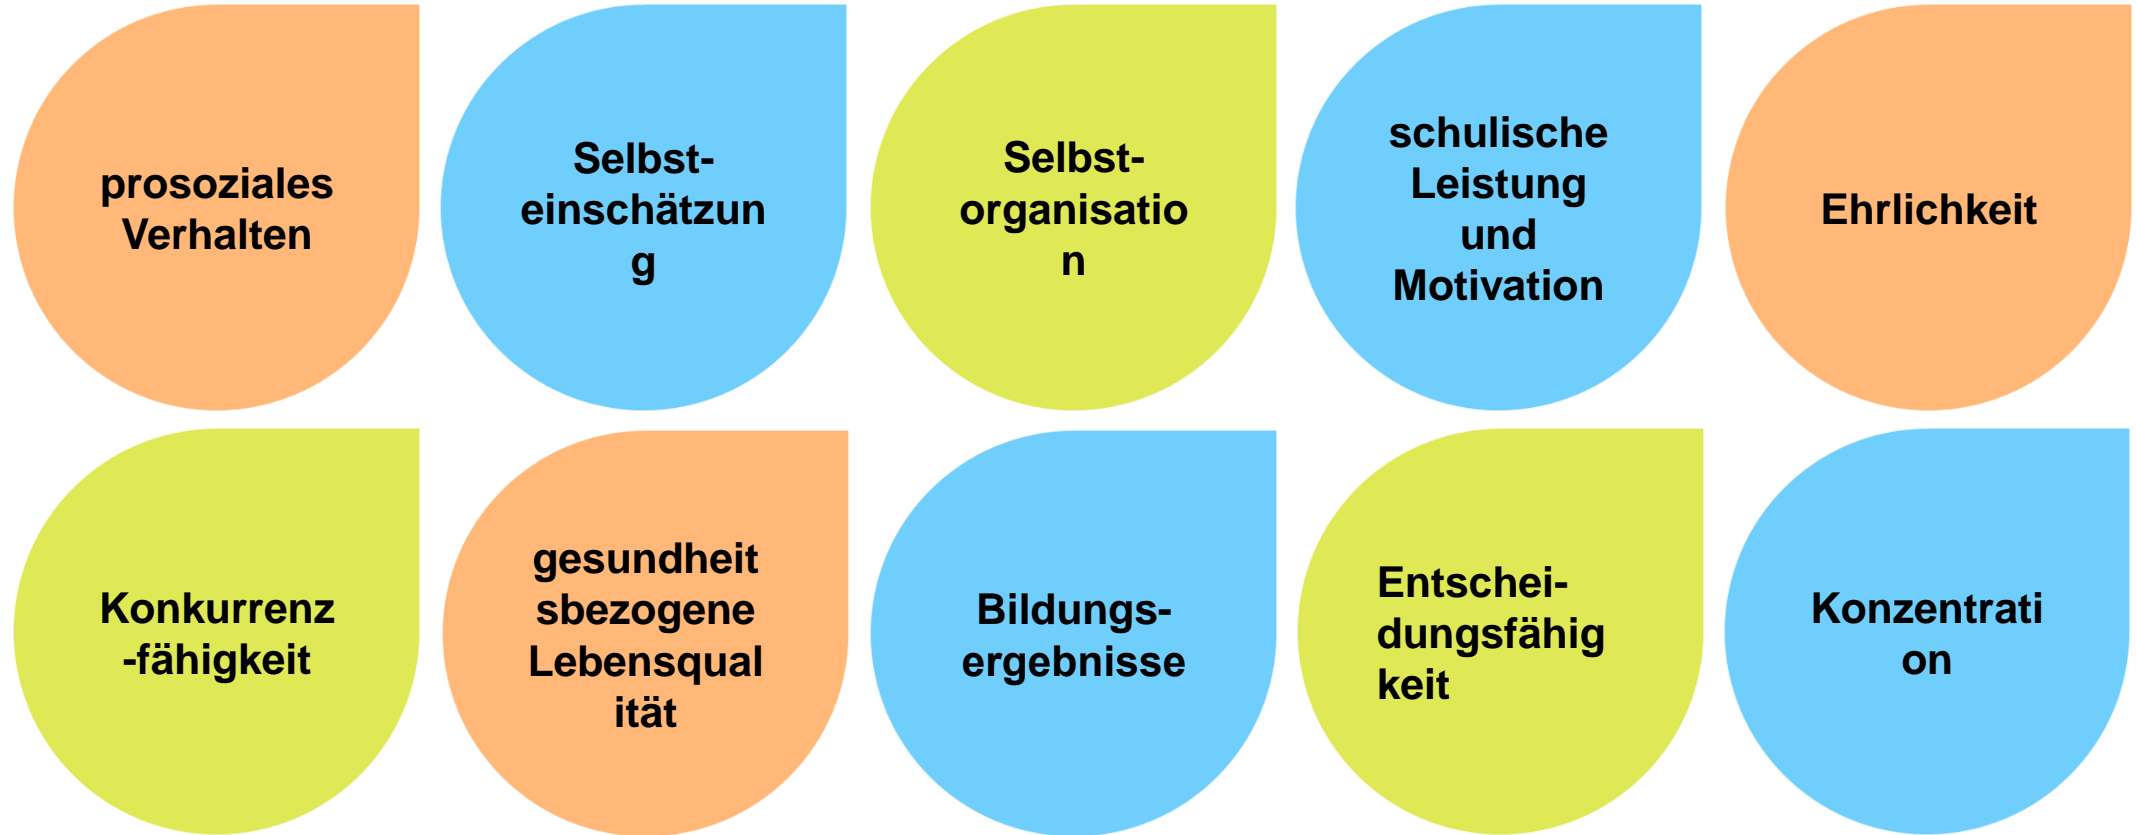 prosoziales
Verhalten
Selbst-
einschätzun
g
Selbst-
organisatio
n
schulische
Leistung
und
Motivation
Ehrlichkeit
Konkurrenz
-fähigkeit
gesundheit
sbezogene
Lebensqual
ität
Bildungs-
ergebnisse
Entschei-
dungsfähig
keit
Konzentrati
on